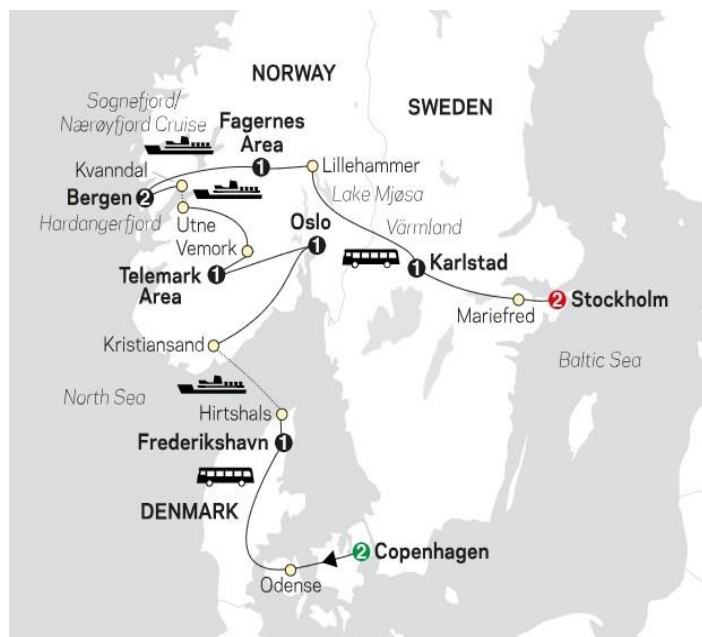 NORWAY
SWEDEN
Sognefjord/
Nærøyfjord Cruise
Fagernes
Area
1
Kvanndal
Lillehammer
Bergen 2
Lake Mjøsa
Hardangerfjord
Utne
Oslo
1
Värmland
Vemork
Telemark
Area
1
1 Karlstad
2 Stockholm
Mariefred
Kristiansand
Baltic Sea
North Sea
Hirtshals
Frederikshavn 1
DENMARK
2 Copenhagen
Odense